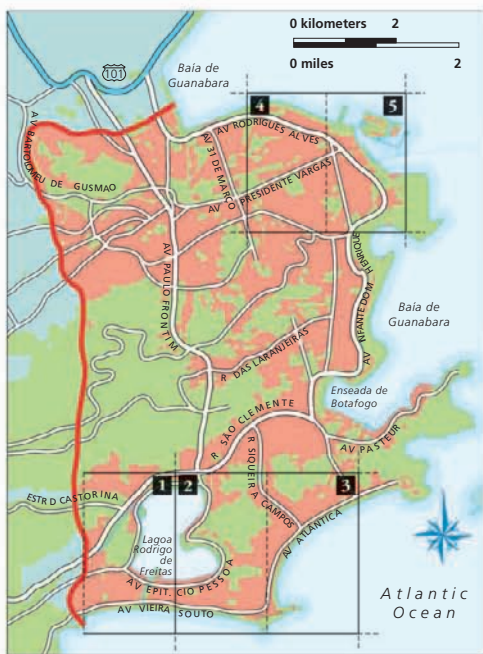 0 kilometers 2
0 miles 2
101
Baia de
Guanabara
4
5
AV RODRIGUES ALVES
AV 31 DE MARÇO
AV PRESIDENTE VARGAS
AV BARTOLOMEU DE GUSMAO
AV PAULO FRONTIM
AV INFANTE DOM HENRIQUE
Baia de
Guanabara
R DAS LARANJEIRAS
Enseada de
Botafogo
R SÃO CLEMENTE
AV PASTEUR
1
2
3
R SIQUEIRA CAMPOS
ESTR D CASTORINA
AV ATLANTICA
Lagoa
Rodrigo
de
Freitas
AV EPIT. CIO PESSOA
AV VIEIRA SOUTO
Atlantic
Ocean